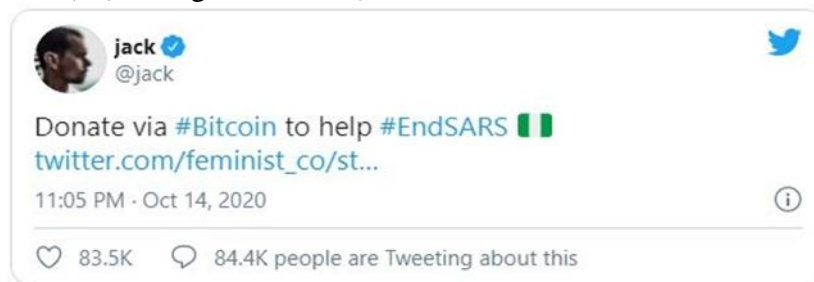 jack
@jack
Donate via #Bitcoin to help #EndSARS 🇳🇬
twitter.com/feminist_co/st...
11:05 PM · Oct 14, 2020
83.5K 84.4K people are Tweeting about this